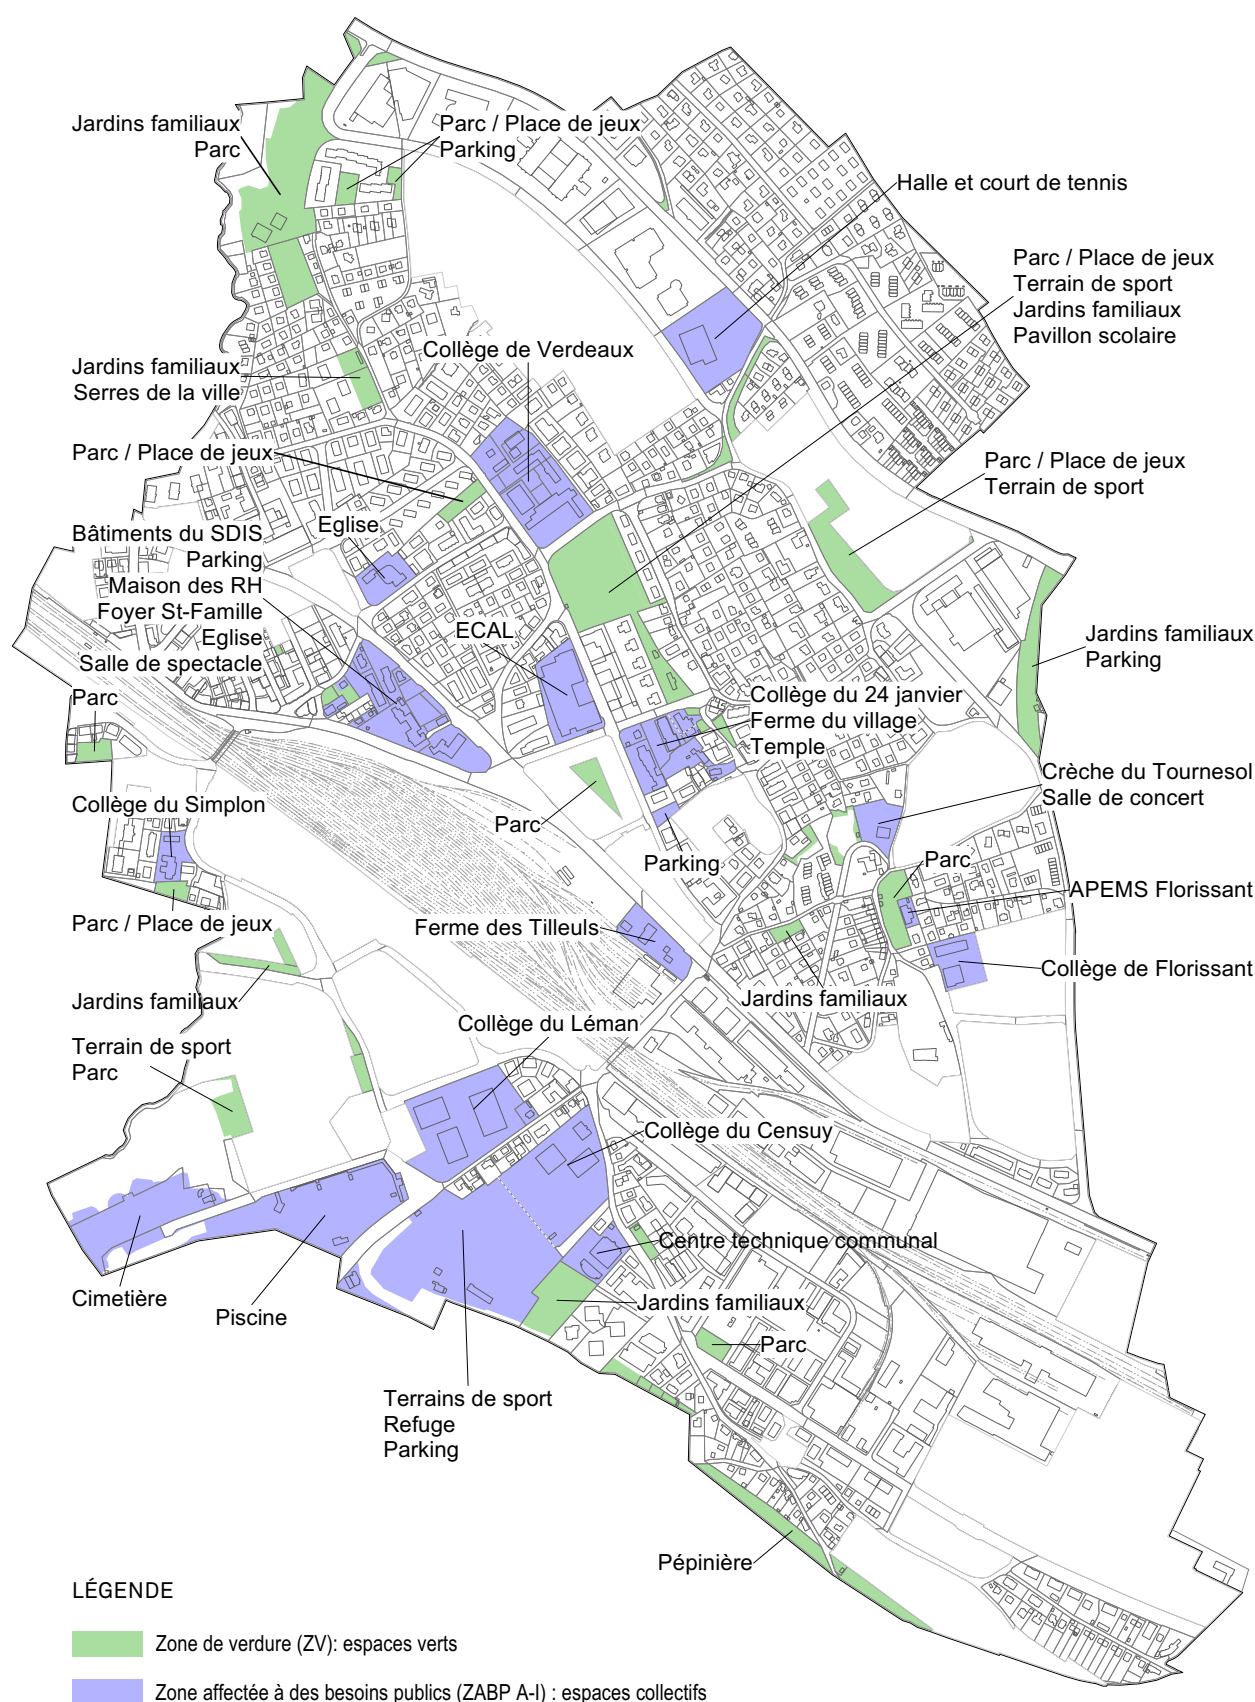 Jardins familiaux
Parc
Parc / Place de jeux
Parking
Halle et court de tennis
Parc / Place de jeux
Terrain de sport
Jardins familiaux
Pavillon scolaire
Jardins familiaux
Serres de la ville
Collège de Verdeaux
Parc / Place de jeux
Parc / Place de jeux
Terrain de sport
Eglise
Bâtiments du SDIS
Parking
Maison des RH
Foyer St-Famille
Eglise
Salle de spectacle
ECAL
Jardins familiaux
Parking
Parc
Collège du 24 janvier
Ferme du village
Temple
Crèche du Tournesol
Salle de concert
Collège du Simplon
Parc
Parking
Parc
APEMS Florissant
Parc / Place de jeux
Ferme des Tilleuls
Collège de Florissant
Jardins familiaux
Jardins familiaux
Collège du Léman
Terrain de sport
Parc
Collège du Censuy
Centre technique communal
Cimetière
Piscine
Jardins familiaux
Parc
Terrains de sport
Refuge
Parking
Pépinière
LÉGENDE
Zone de verdure (ZV): espaces verts
Zone affectée à des besoins publics (ZABP A-I) : espaces collectifs